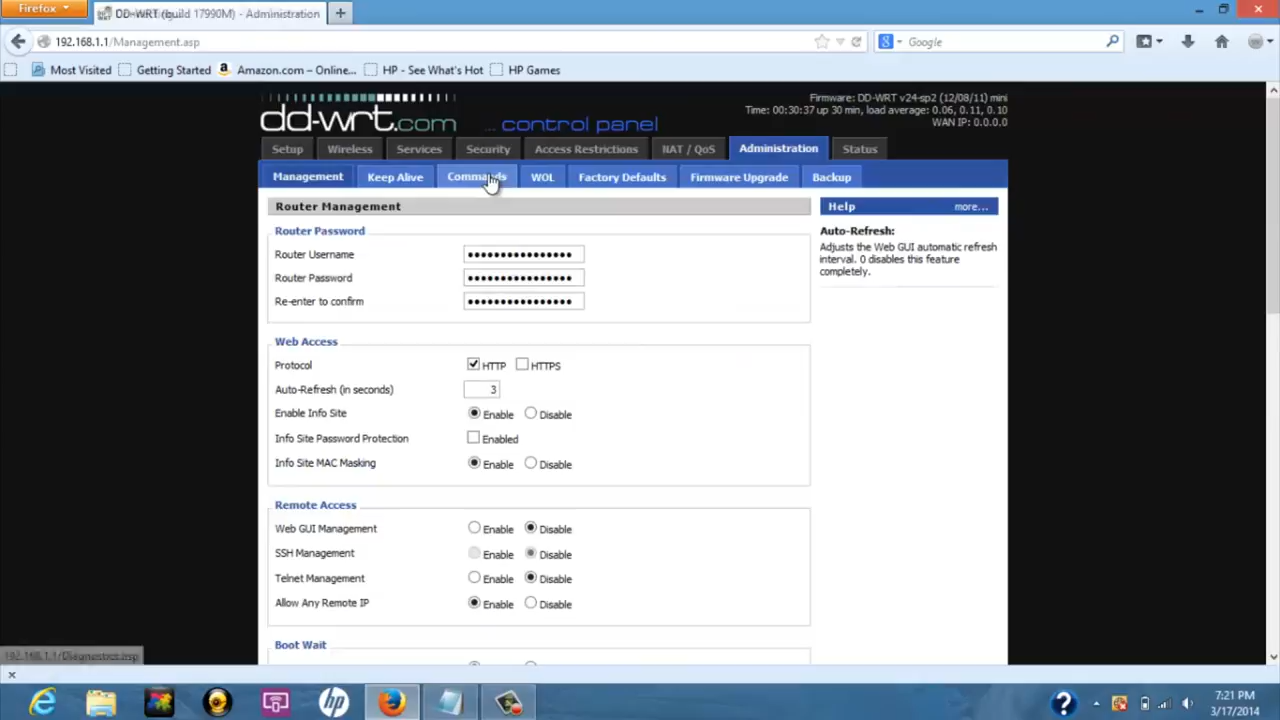 Firefox
DD-WRT (build 17990M) - Administration
192.168.1.1/Management.asp
Google
Most Visited Getting Started Amazon.com – Online... HP - See What's Hot HP Games
dd-wrt.com ... control panel
Firmware: DD-WRT v24-sp2 (12/08/11) mini
Time: 00:30:37 up 30 min, load average: 0.06, 0.11, 0.10
WAN IP: 0.0.0.0
Setup Wireless Services Security Access Restrictions NAT / QoS Administration Status
Management Keep Alive Commands WOL Factory Defaults Firmware Upgrade Backup
Router Management
Help more...
Router Password
Auto-Refresh:
Adjusts the Web GUI automatic refresh
interval. 0 disables this feature
completely.
Router Username
Router Password
Re-enter to confirm
Web Access
Protocol HTTP HTTPS
Auto-Refresh (in seconds) 3
Enable Info Site Enable Disable
Info Site Password Protection Enabled
Info Site MAC Masking Enable Disable
Remote Access
Web GUI Management Enable Disable
SSH Management Enable Disable
Telnet Management Enable Disable
Allow Any Remote IP Enable Disable
Boot Wait
192.168.1.1/Diagnostics.asp
7:21 PM
3/17/2014